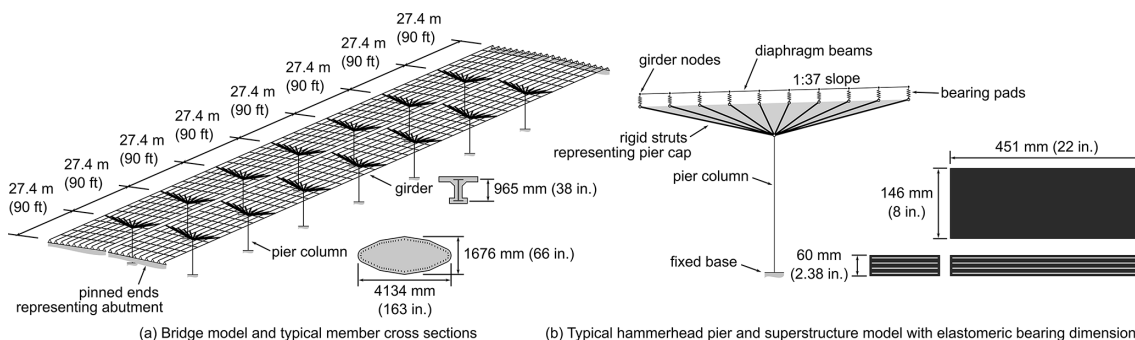 27.4 m
(90 ft)
27.4 m
(90 ft)
27.4 m
(90 ft)
27.4 m
(90 ft)
27.4 m
(90 ft)
27.4 m
(90 ft)
27.4 m
(90 ft)
27.4 m
(90 ft)
girder
965 mm (38 in.)
pier column
1676 mm (66 in.)
4134 mm
(163 in.)
pinned ends
representing abutment
(a) Bridge model and typical member cross sections
girder nodes
diaphragm beams
1:37 slope
bearing pads
rigid struts
representing pier cap
pier column
fixed base
451 mm (22 in.)
146 mm
(8 in.)
60 mm
(2.38 in.)
(b) Typical hammerhead pier and superstructure model with elastomeric bearing dimension